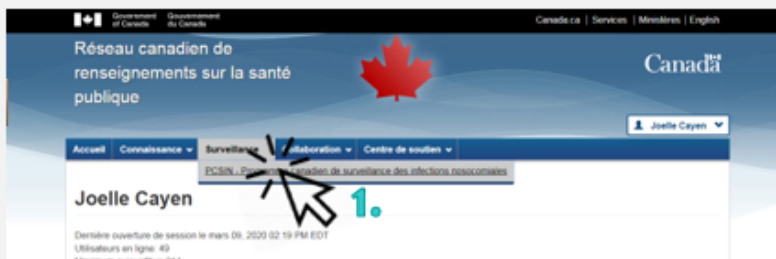 Government of Canada
Gouvernement du Canada
Canada.ca | Services | Ministères | English
Réseau canadien de
renseignements sur la santé
publique
Canada
Joelle Cayen
Accueil Connaissance Surveillance Collaboration Centre de soutien
PCSIN - Programme canadien de surveillance des infections nosocomiales
Joelle Cayen
1.
Dernière ouverture de session le mars 09, 2020 02:19 PM EDT
Utilisateurs en ligne: 49